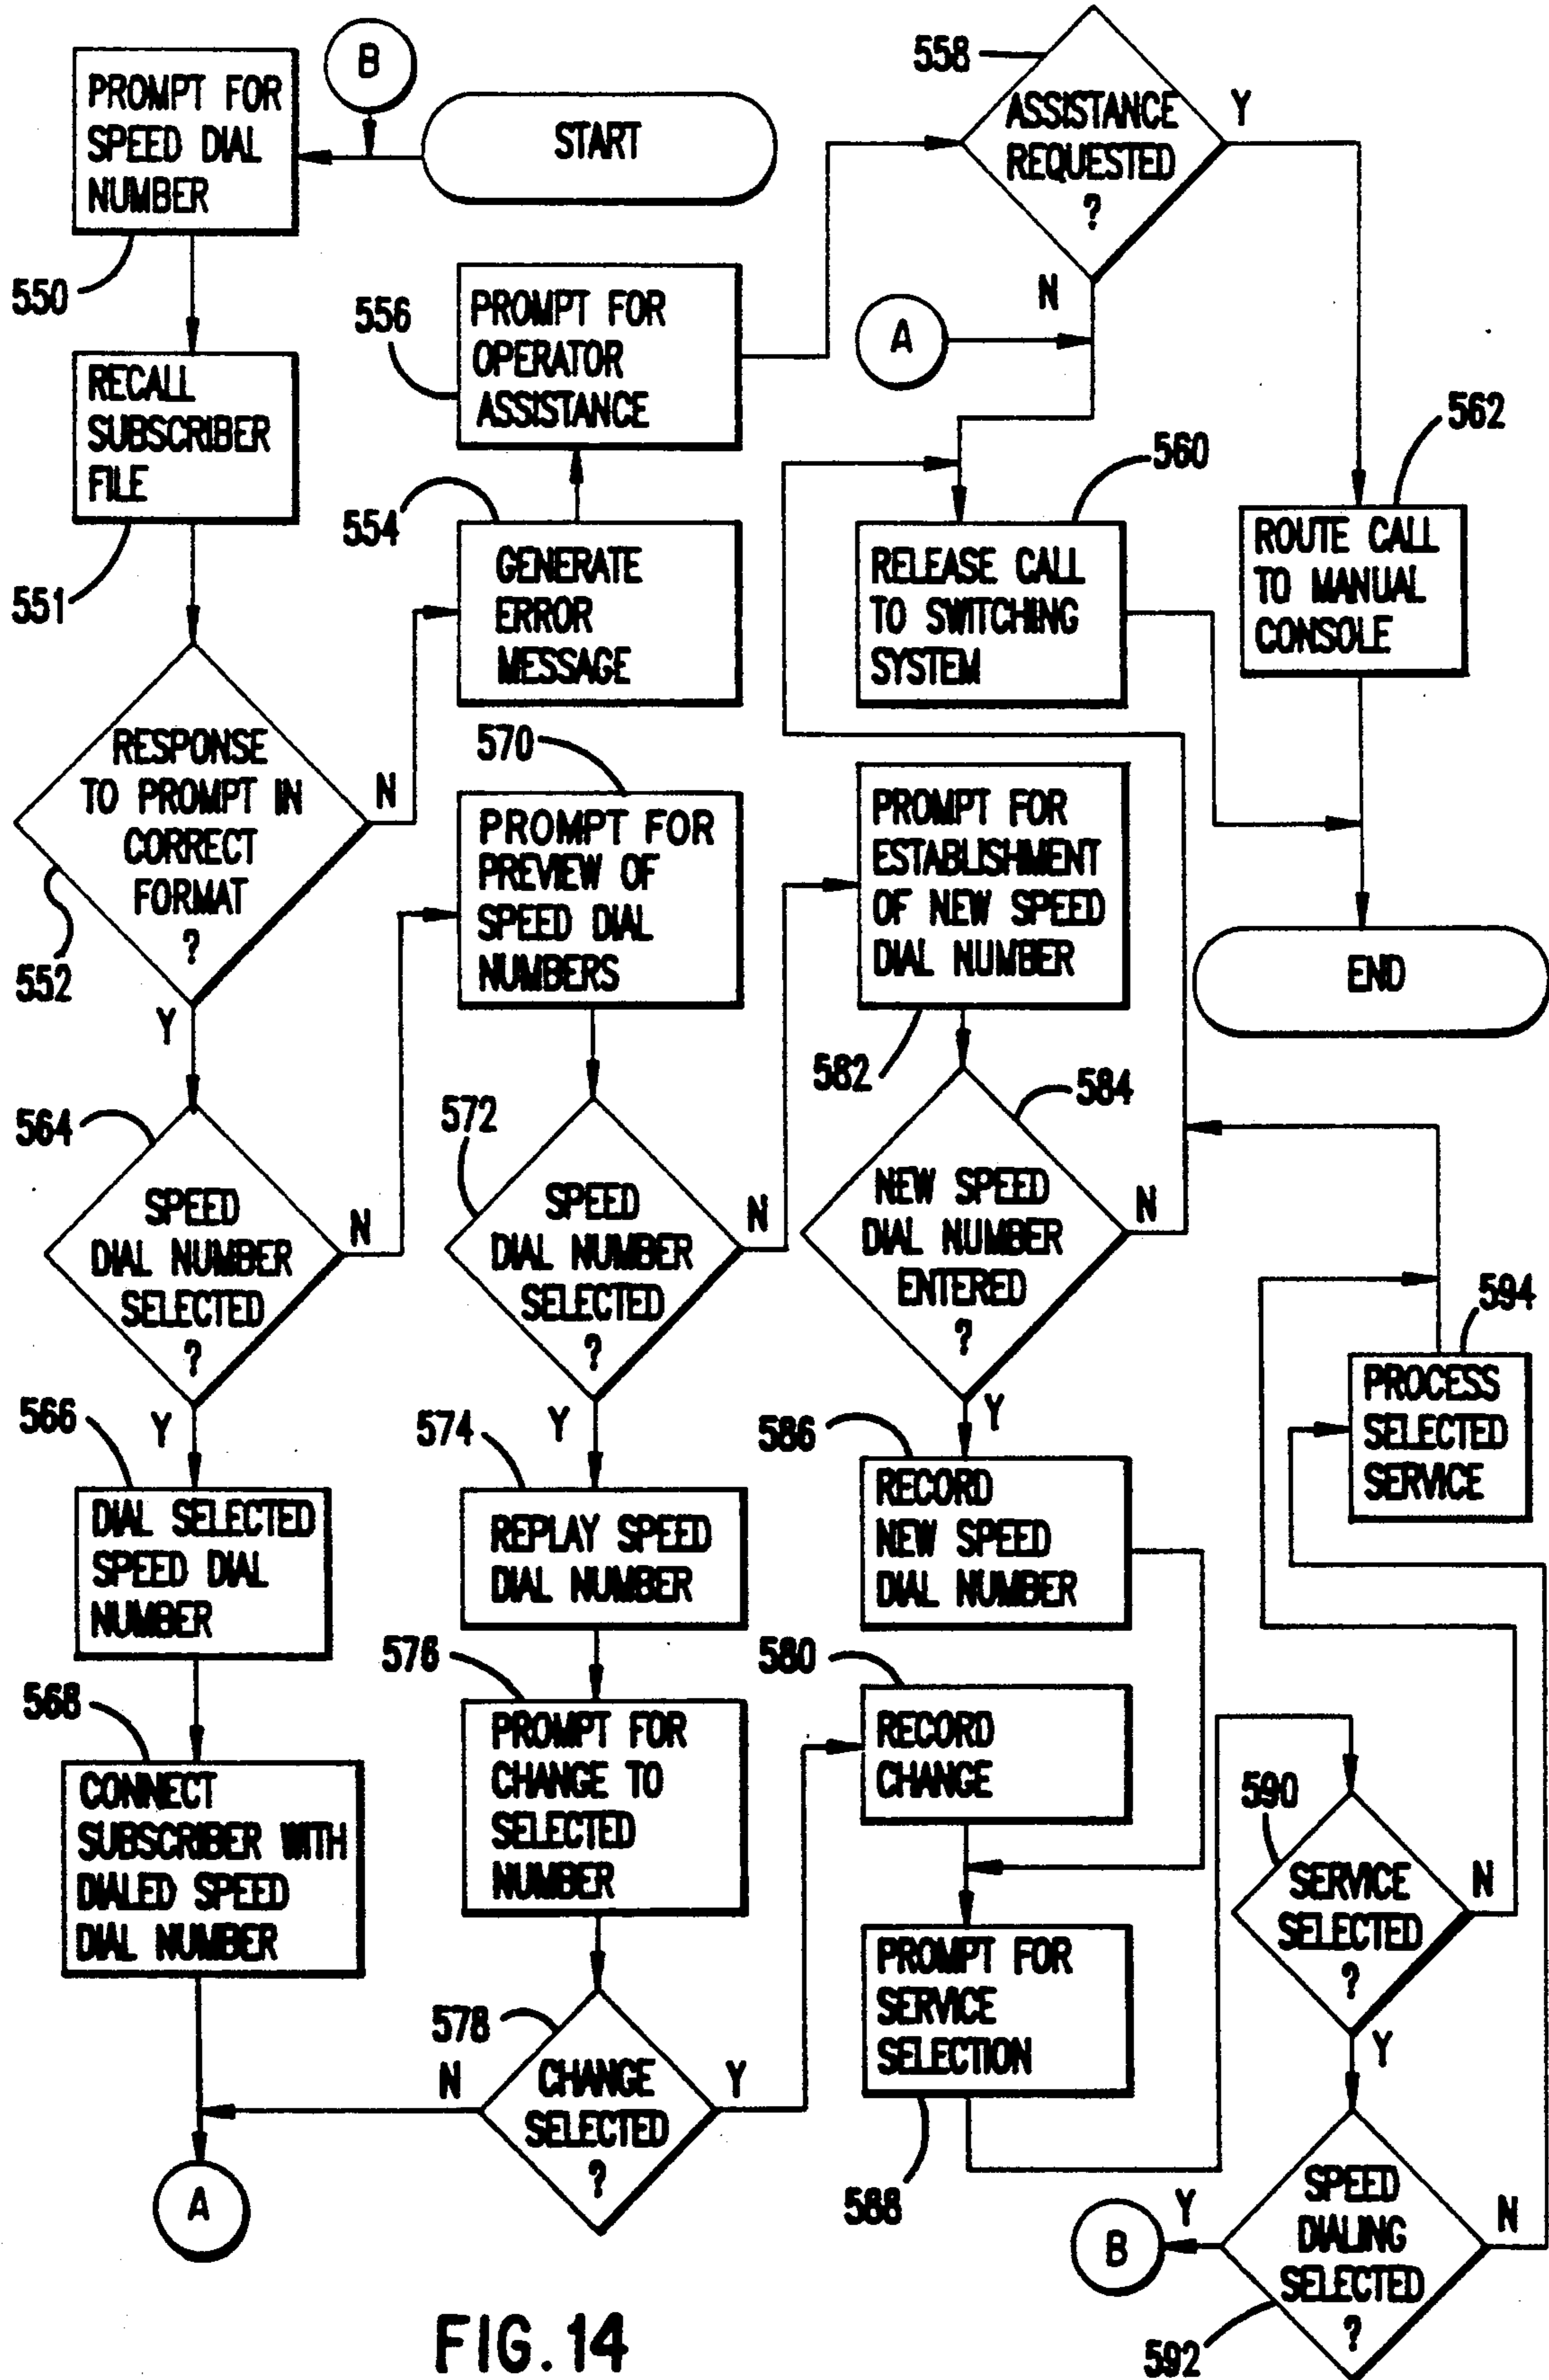 PROMPT FOR
SPEED DIAL
NUMBER
550
B
START
RECALL
SUBSCRIBER
FILE
551
RESPONSE
TO PROMPT IN
CORRECT
FORMAT
?
552
N
Y
554
GENERATE
ERROR
MESSAGE
556
PROMPT FOR
OPERATOR
ASSISTANCE
558
ASSISTANCE
REQUESTED
?
Y
N
A
560
RELEASE CALL
TO SWITCHING
SYSTEM
562
ROUTE CALL
TO MANUAL
CONSOLE
END
564
SPEED
DIAL NUMBER
SELECTED
?
N
Y
566
DIAL SELECTED
SPEED DIAL
NUMBER
568
CONNECT
SUBSCRIBER WITH
DIALED SPEED
DIAL NUMBER
A
570
PROMPT FOR
PREVIEW OF
SPEED DIAL
NUMBERS
572
SPEED
DIAL NUMBER
SELECTED
?
N
Y
574
REPLAY SPEED
DIAL NUMBER
576
PROMPT FOR
CHANGE TO
SELECTED
NUMBER
578
CHANGE
SELECTED
?
N
Y
PROMPT FOR
ESTABLISHMENT
OF NEW SPEED
DIAL NUMBER
582
584
NEW SPEED
DIAL NUMBER
ENTERED
?
N
Y
586
RECORD
NEW SPEED
DIAL NUMBER
580
RECORD
CHANGE
PROMPT FOR
SERVICE
SELECTION
588
590
SERVICE
SELECTED
?
N
Y
594
PROCESS
SELECTED
SERVICE
SPEED
DIALING
SELECTED
?
592
Y
N
B
FIG. 14